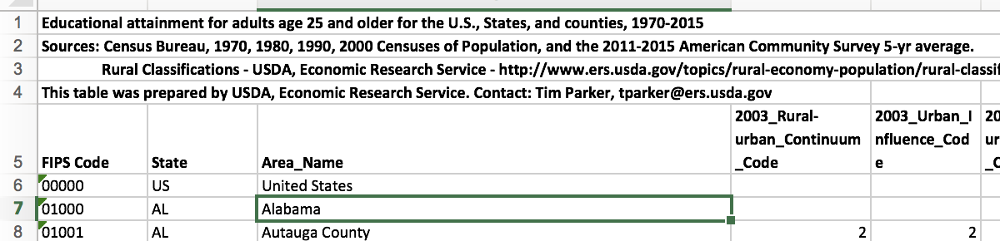 1 Educational attainment for adults age 25 and older for the U.S., States, and counties, 1970-2015
2 Sources: Census Bureau, 1970, 1980, 1990, 2000 Censuses of Population, and the 2011-2015 American Community Survey 5-yr average.
3 Rural Classifications - USDA, Economic Research Service - http://www.ers.usda.gov/topics/rural-economy-population/rural-classif
4 This table was prepared by USDA, Economic Research Service. Contact: Tim Parker, tparker@ers.usda.gov
2003_Rural- 2003_Urban_I 20
urban_Continuum nfluence_Cod ur
5 FIPS Code State Area_Name _Code e _C
6 00000 US United States
7 01000 AL Alabama
8 01001 AL Autauga County 2 2